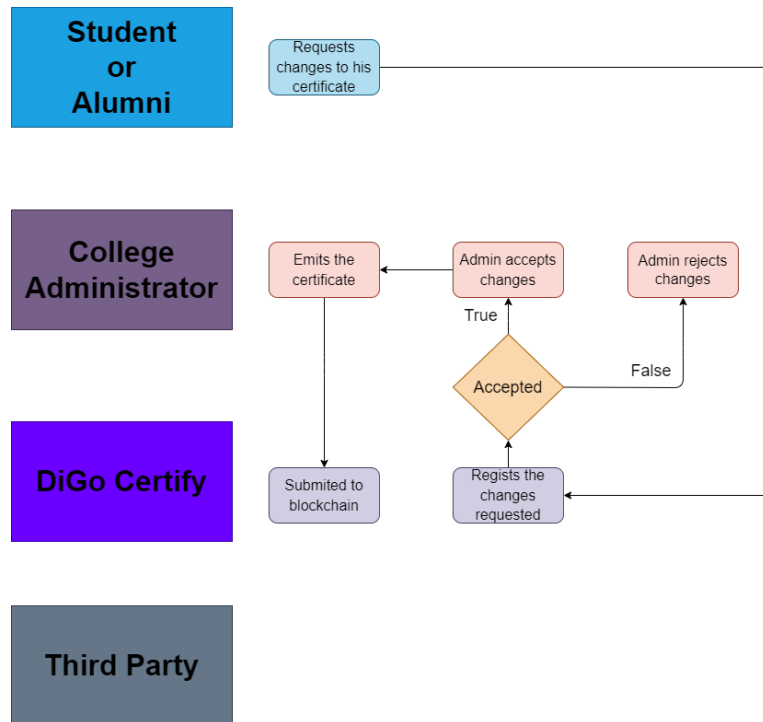 Student
or
Alumni
Requests
changes to his
certificate
College
Administrator
Emits the
certificate
Admin accepts
changes
Admin rejects
changes
True
False
Accepted
DiGo Certify
Submited to
blockchain
Regists the
changes
requested
Third Party